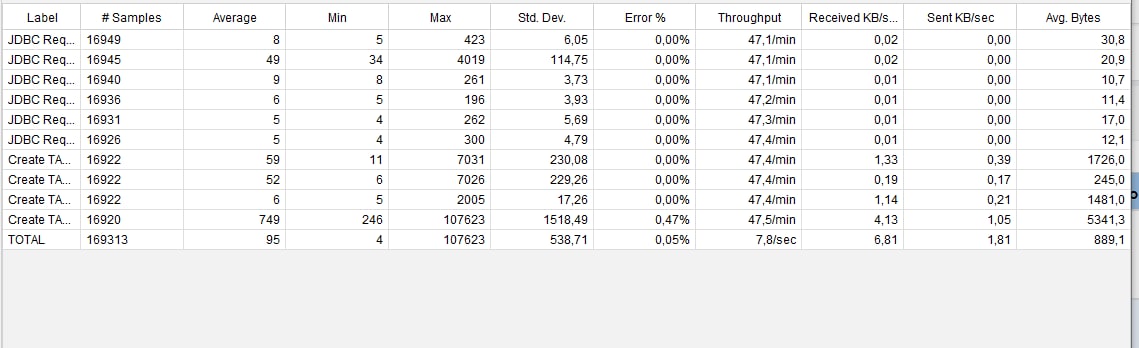 Label # Samples Average Min Max Std. Dev. Error % Throughput Received KB/s... Sent KB/sec Avg. Bytes
JDBC Req... 16949 8 5 423 6,05 0,00% 47,1/min 0,02 0,00 30,8
JDBC Req... 16945 49 34 4019 114,75 0,00% 47,1/min 0,02 0,00 20,9
JDBC Req... 16940 9 8 261 3,73 0,00% 47,1/min 0,01 0,00 10,7
JDBC Req... 16936 6 5 196 3,93 0,00% 47,2/min 0,01 0,00 11,4
JDBC Req... 16931 5 4 262 5,69 0,00% 47,3/min 0,01 0,00 17,0
JDBC Req... 16926 5 4 300 4,79 0,00% 47,4/min 0,01 0,00 12,1
Create TA... 16922 59 11 7031 230,08 0,00% 47,4/min 1,33 0,39 1726,0
Create TA... 16922 52 6 7026 229,26 0,00% 47,4/min 0,19 0,17 245,0
Create TA... 16922 6 5 2005 17,26 0,00% 47,4/min 1,14 0,21 1481,0
Create TA... 16920 749 246 107623 1518,49 0,47% 47,5/min 4,13 1,05 5341,3
TOTAL 169313 95 4 107623 538,71 0,05% 7,8/sec 6,81 1,81 889,1